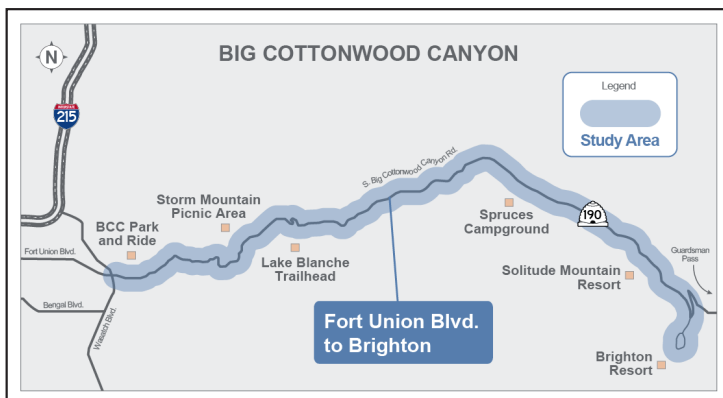 BIG COTTONWOOD CANYON
N
INTERSTATE
215
Legend
Study Area
S. Big Cottonwood Canyon Rd.
Storm Mountain
Picnic Area
BCC Park
and Ride
190
Spruces
Campground
Fort Union Blvd.
Lake Blanche
Trailhead
Guardsman
Pass
Solitude Mountain
Resort
Bengal Blvd.
Wasatch Blvd.
Fort Union Blvd.
to Brighton
Brighton
Resort